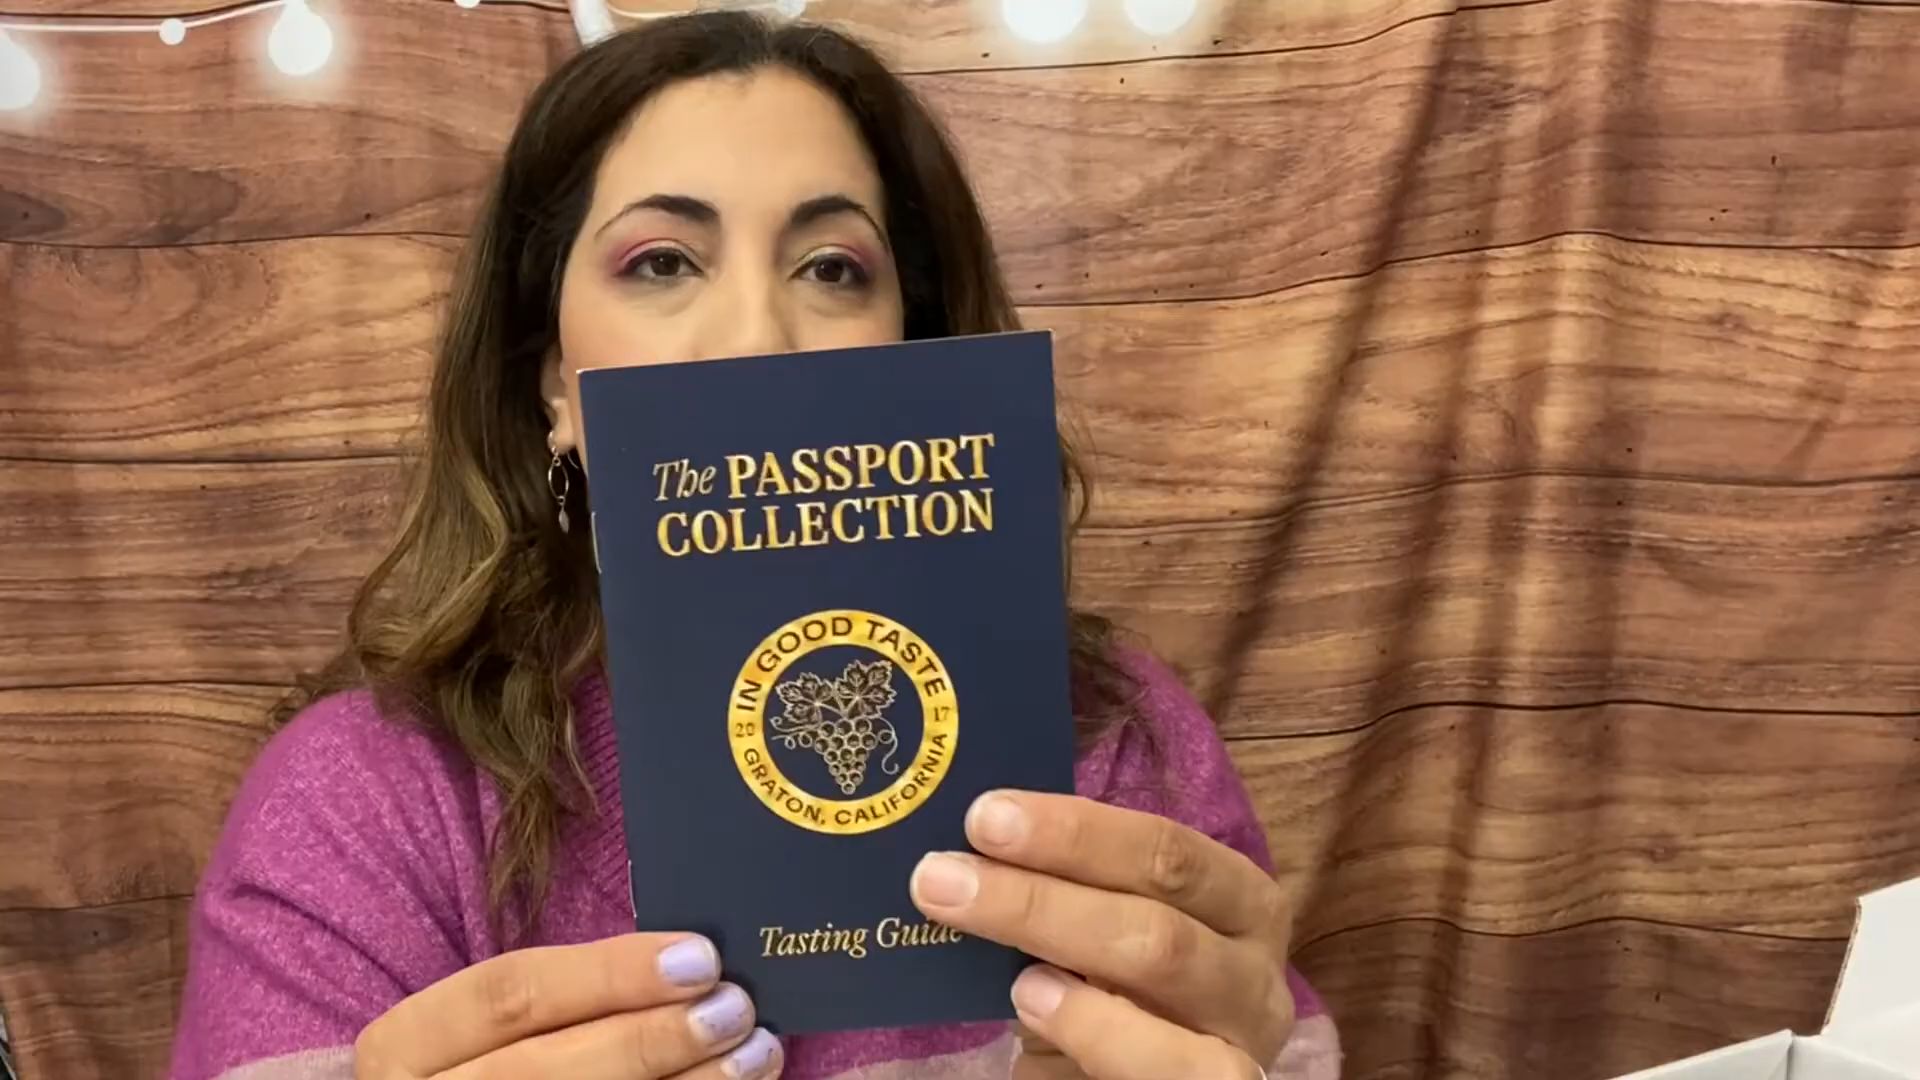 The PASSPORT
COLLECTION
IN GOOD TASTE
20 17
GRATON, CALIFORNIA
Tasting Guide